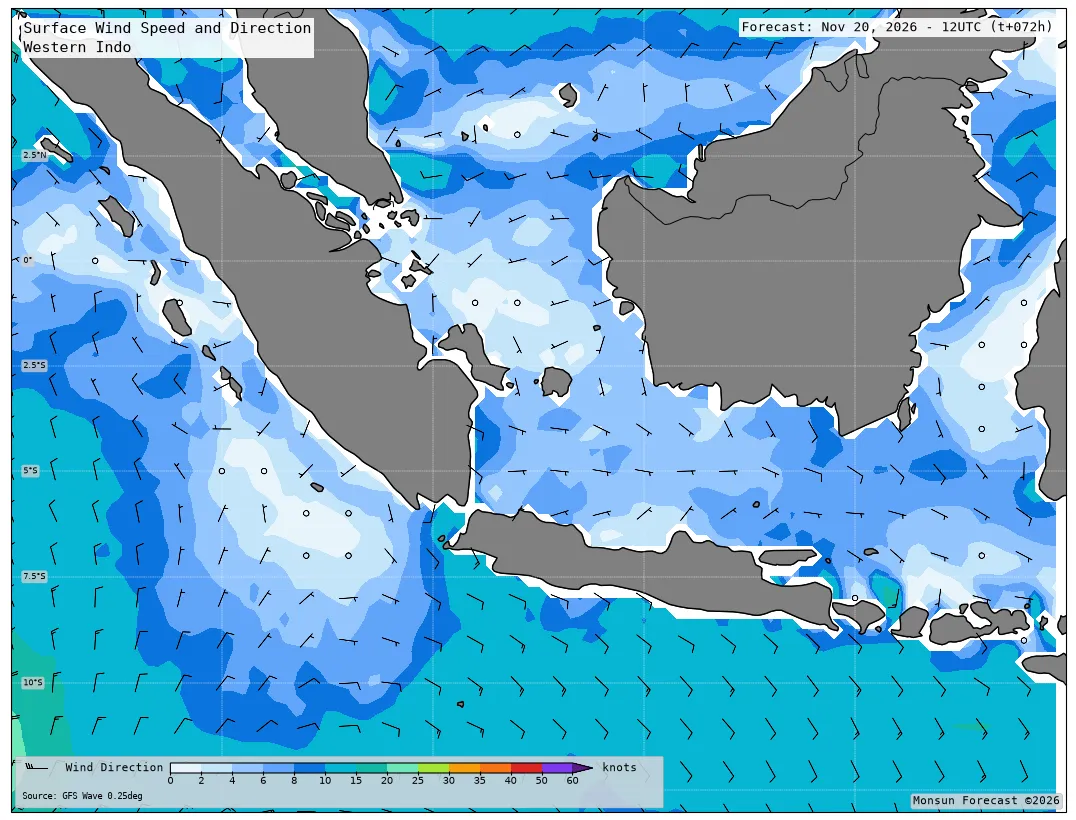 Surface Wind Speed and Direction
Western Indo
Forecast: Nov 20, 2026 - 12UTC (t+072h)
2.5°N
0°
2.5°S
5°S
7.5°S
10°S
Wind Direction
knots
0 2 4 6 8 10 15 20 25 30 35 40 50 60
Source: GFS Wave 0.25deg
Monsun Forecast ©2026